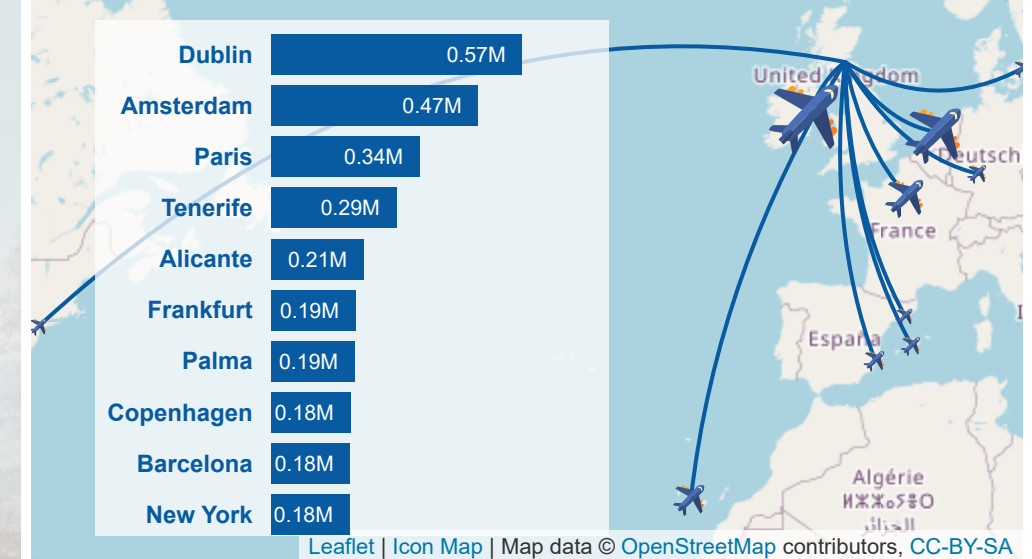 Dublin 0.57M
Amsterdam 0.47M
Paris 0.34M
Tenerife 0.29M
Alicante 0.21M
Frankfurt 0.19M
Palma 0.19M
Copenhagen 0.18M
Barcelona 0.18M
New York 0.18M
United Kingdom
Deutsch
France
España
Algérie
ⵍⵣⵣⴰⵢⴻⵔ
الجزائر
Leaflet | Icon Map | Map data © OpenStreetMap contributors, CC-BY-SA